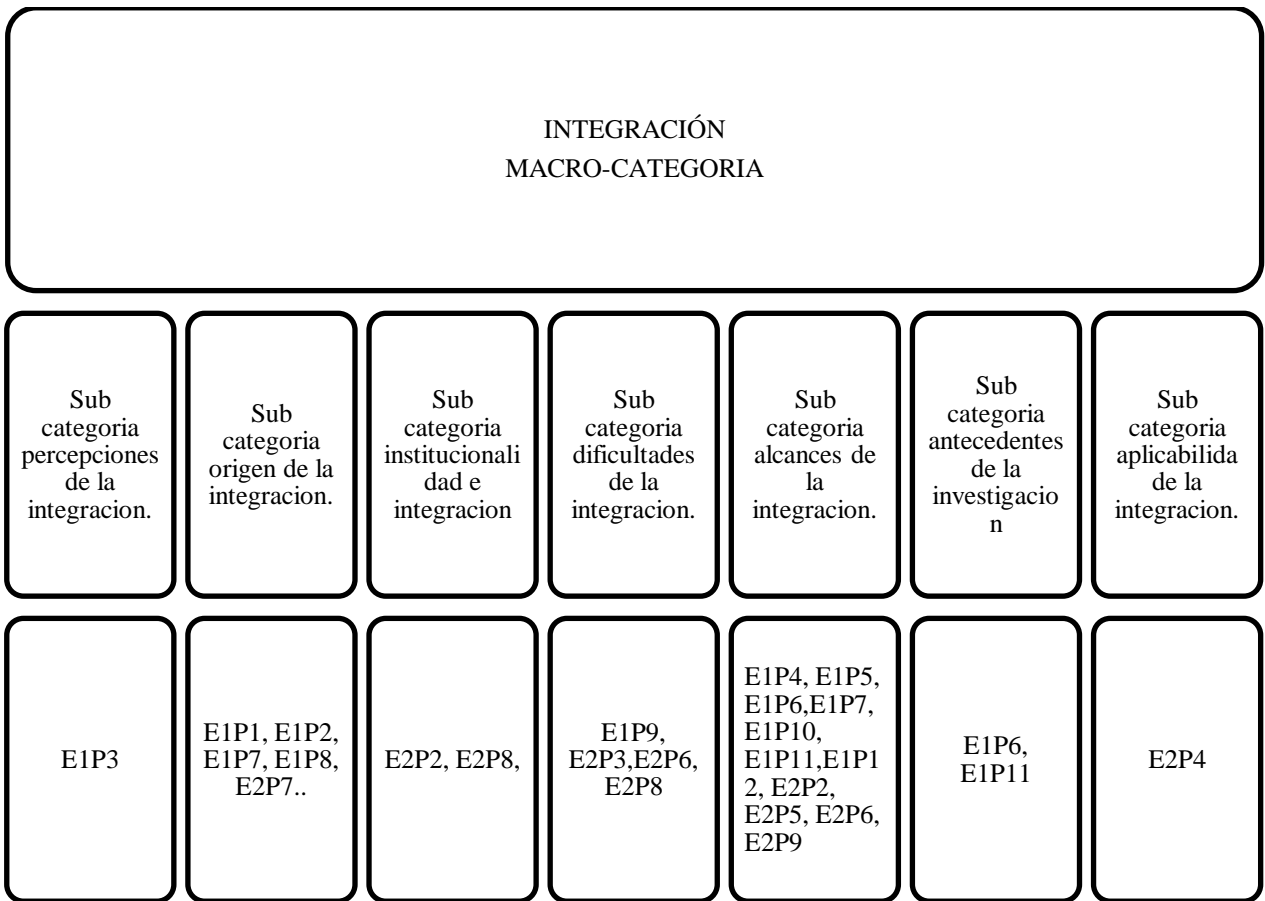 INTEGRACIÓN
MACRO-CATEGORIA
Sub
categoria
percepciones
de la
integracion.
Sub
categoria
origen de la
integracion.
Sub
categoria
institucionali
dad e
integracion
Sub
categoria
dificultades
de la
integracion.
Sub
categoria
alcances de
la
integracion.
Sub
categoria
antecedentes
de la
investigacio
n
Sub
categoria
aplicabilida
de la
integracion.
E1P3
E1P1, E1P2,
E1P7, E1P8,
E2P7..
E2P2, E2P8,
E1P9,
E2P3,E2P6,
E2P8
E1P4, E1P5,
E1P6,E1P7,
E1P10,
E1P11,E1P1
2, E2P2,
E2P5, E2P6,
E2P9
E1P6,
E1P11
E2P4